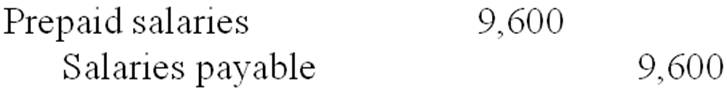 Prepaid salaries 9,600
Salaries payable 9,600